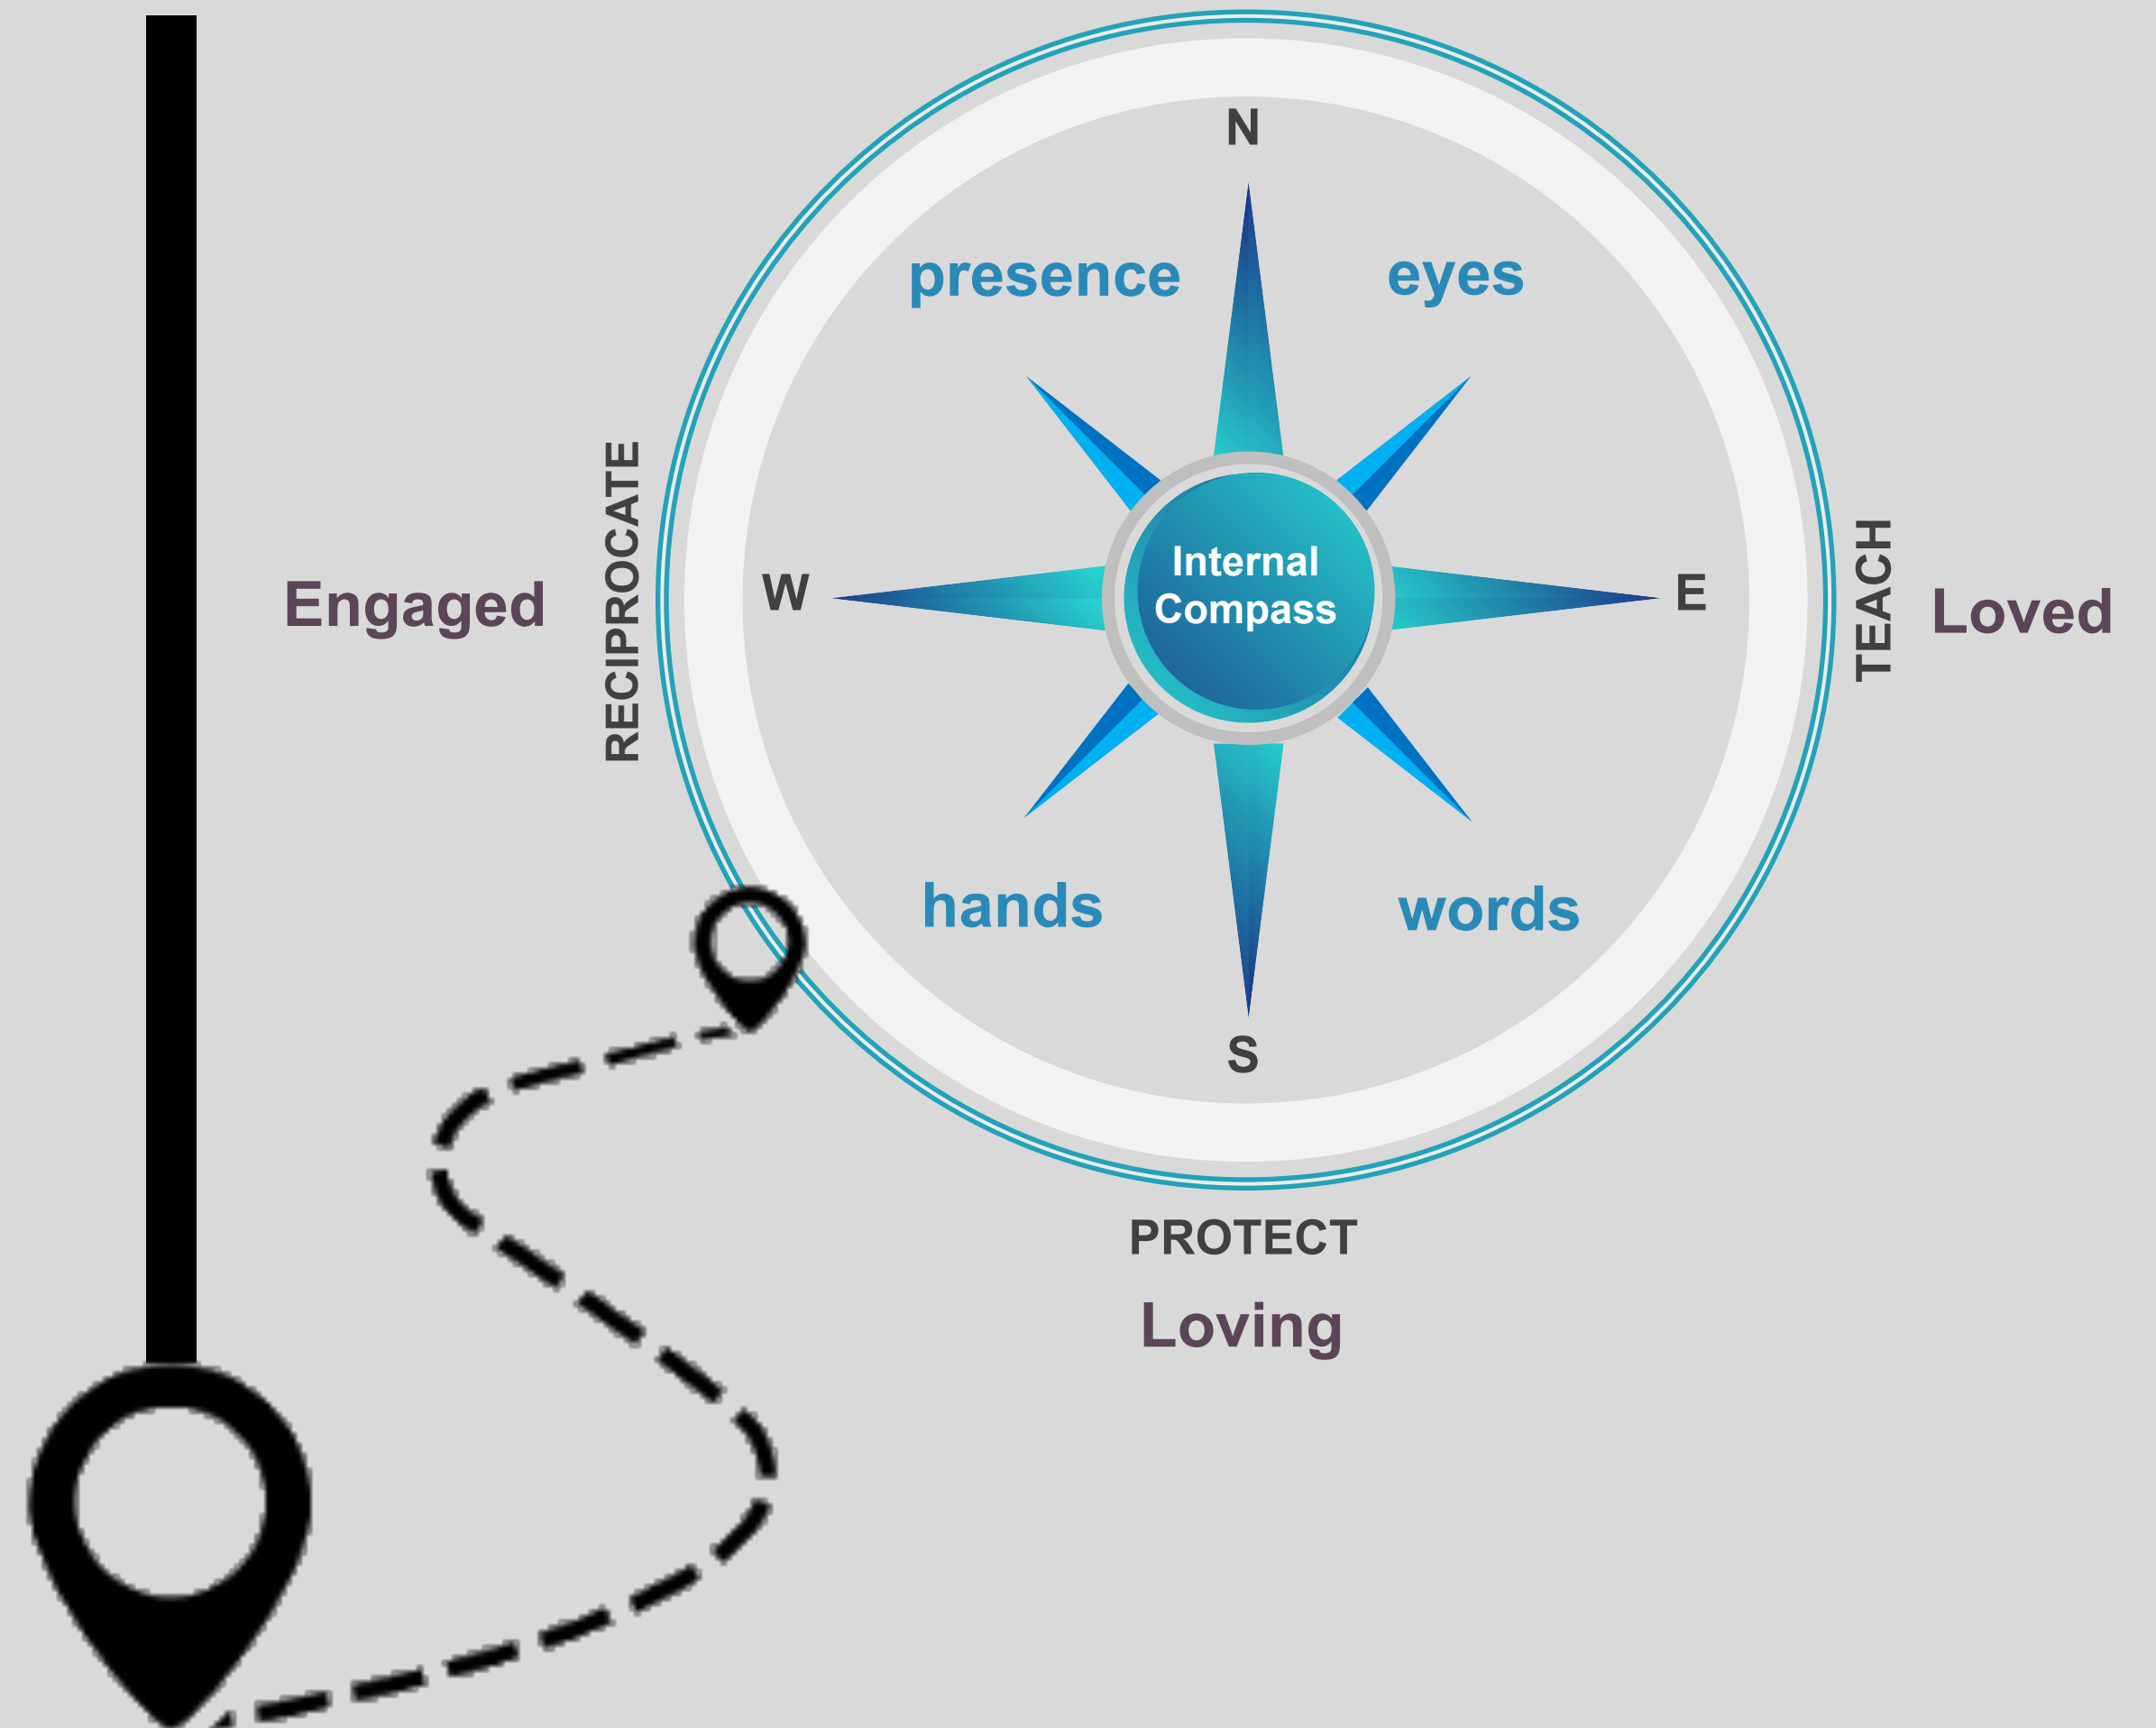 N
presence
eyes
RECIPROCATE
Engaged
W
Internal
Compass
E
TEACH
Loved
hands
words
S
PROTECT
Loving